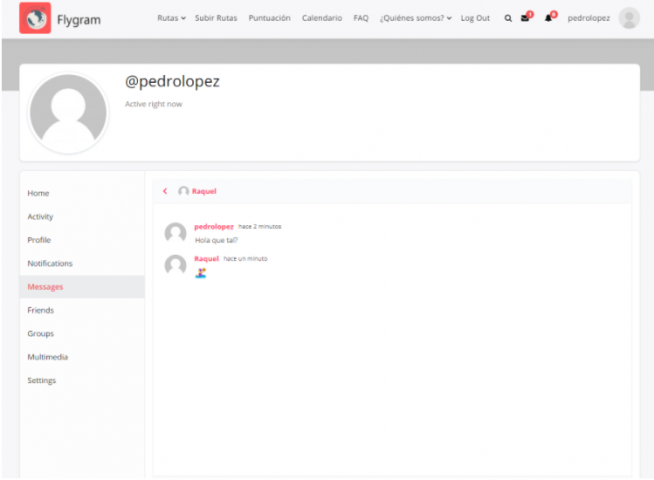 Flygram
Rutas Subir Rutas Puntuación Calendario FAQ ¿Quiénes somos? Log Out pedrolopez
@pedrolopez
Active right now
Home
Activity
Profile
Notifications
Messages
Friends
Groups
Multimedia
Settings
Raquel
pedrolopez hace 2 minutos
Hola que tal?
Raquel hace un minuto